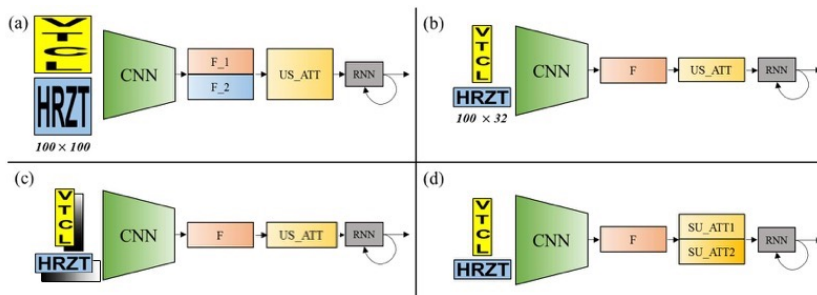 (a)
VTCL
HRZT
100 × 100
CNN
F_1
F_2
US_ATT
RNN
(b)
VTCL
HRZT
100 × 32
CNN
F
US_ATT
RNN
(c)
VTCL
HRZT
CNN
F
US_ATT
RNN
(d)
VTCL
HRZT
CNN
F
SU_ATT1
SU_ATT2
RNN